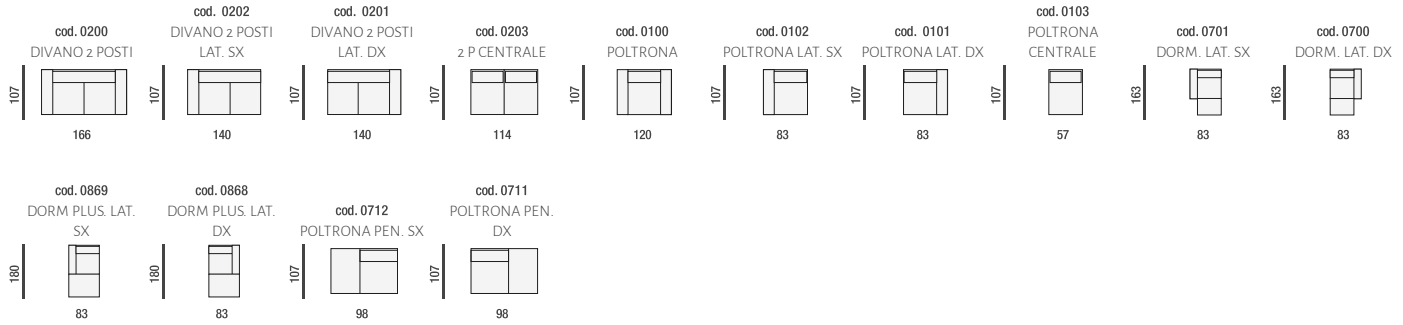 cod. 0200
DIVANO 2 POSTI
107
166
cod. 0202
DIVANO 2 POSTI
LAT. SX
107
140
cod. 0201
DIVANO 2 POSTI
LAT. DX
107
140
cod. 0203
2 P CENTRALE
107
114
cod. 0100
POLTRONA
107
120
cod. 0102
POLTRONA LAT. SX
107
83
cod. 0101
POLTRONA LAT. DX
107
83
cod. 0103
POLTRONA
CENTRALE
107
57
cod. 0701
DORM. LAT. SX
163
83
cod. 0700
DORM. LAT. DX
163
83
cod. 0869
DORM PLUS. LAT.
SX
180
83
cod. 0868
DORM PLUS. LAT.
DX
180
83
cod. 0712
POLTRONA PEN. SX
107
98
cod. 0711
POLTRONA PEN.
DX
107
98